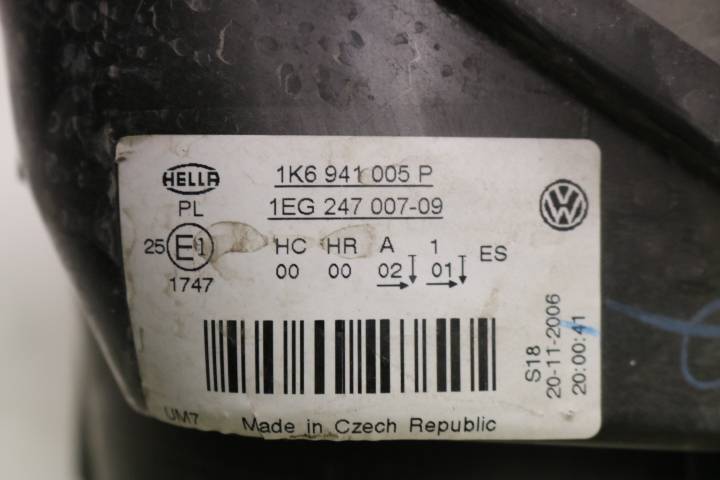 HELLA
1K6 941 005 P
PL
1EG 247 007-09
25 E1
HC HR A 1 ES
00 00 02 01
1747
S18
20-11-2006
20:00:41
UM7
Made in Czech Republic